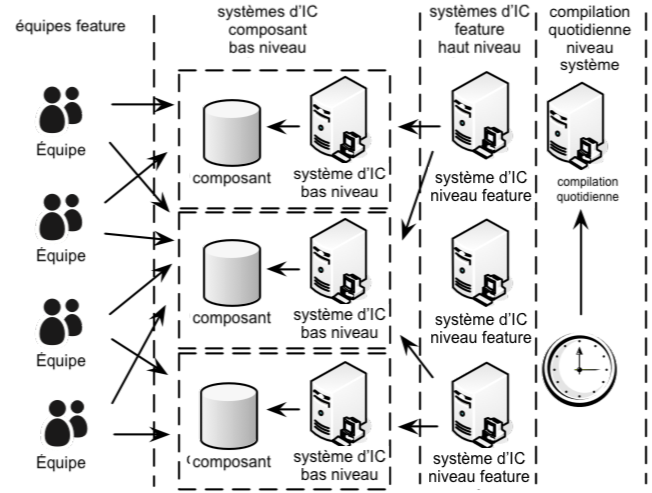 équipes feature
systèmes d'IC
composant
bas niveau
systèmes d'IC
feature
haut niveau
compilation
quotidienne
niveau
système
Équipe
composant
système d'IC
bas niveau
système d'IC
niveau feature
compilation
quotidienne
Équipe
composant
système d'IC
bas niveau
système d'IC
niveau feature
Équipe
composant
système d'IC
bas niveau
système d'IC
niveau feature
Équipe